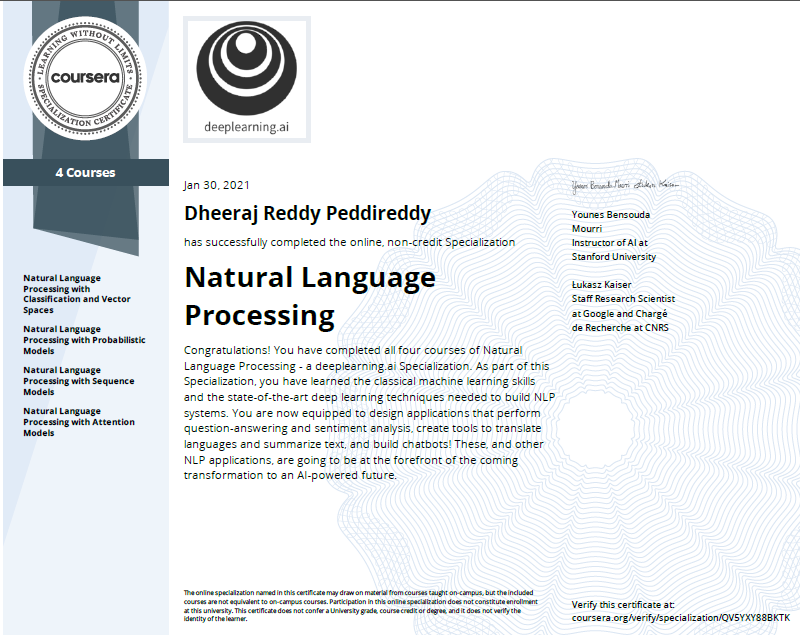 LEARNING WITHOUT LIMITS
coursera
SPECIALIZATION CERTIFICATE
deeplearning.ai
4 Courses
Natural Language
Processing with
Classification and Vector
Spaces
Natural Language
Processing with Probabilistic
Models
Natural Language
Processing with Sequence
Models
Natural Language
Processing with Attention
Models
Jan 30, 2021
Dheeraj Reddy Peddireddy
has successfully completed the online, non-credit Specialization
Natural Language
Processing
Congratulations! You have completed all four courses of Natural
Language Processing - a deeplearning.ai Specialization. As part of this
Specialization, you have learned the classical machine learning skills
and the state-of-the-art deep learning techniques needed to build NLP
systems. You are now equipped to design applications that perform
question-answering and sentiment analysis, create tools to translate
languages and summarize text, and build chatbots! These, and other
NLP applications, are going to be at the forefront of the coming
transformation to an AI-powered future.
Younes Bensouda Mourri Łukasz Kaiser
Younes Bensouda
Mourri
Instructor of AI at
Stanford University
Łukasz Kaiser
Staff Research Scientist
at Google and Chargé
de Recherche at CNRS
The online specialization named in this certificate may draw on material from courses taught on-campus, but the included
courses are not equivalent to on-campus courses. Participation in this online specialization does not constitute enrollment
at this university. This certificate does not confer a University grade, course credit or degree, and it does not verify the
identity of the learner.
Verify this certificate at:
coursera.org/verify/specialization/QV5YXY88BKTK